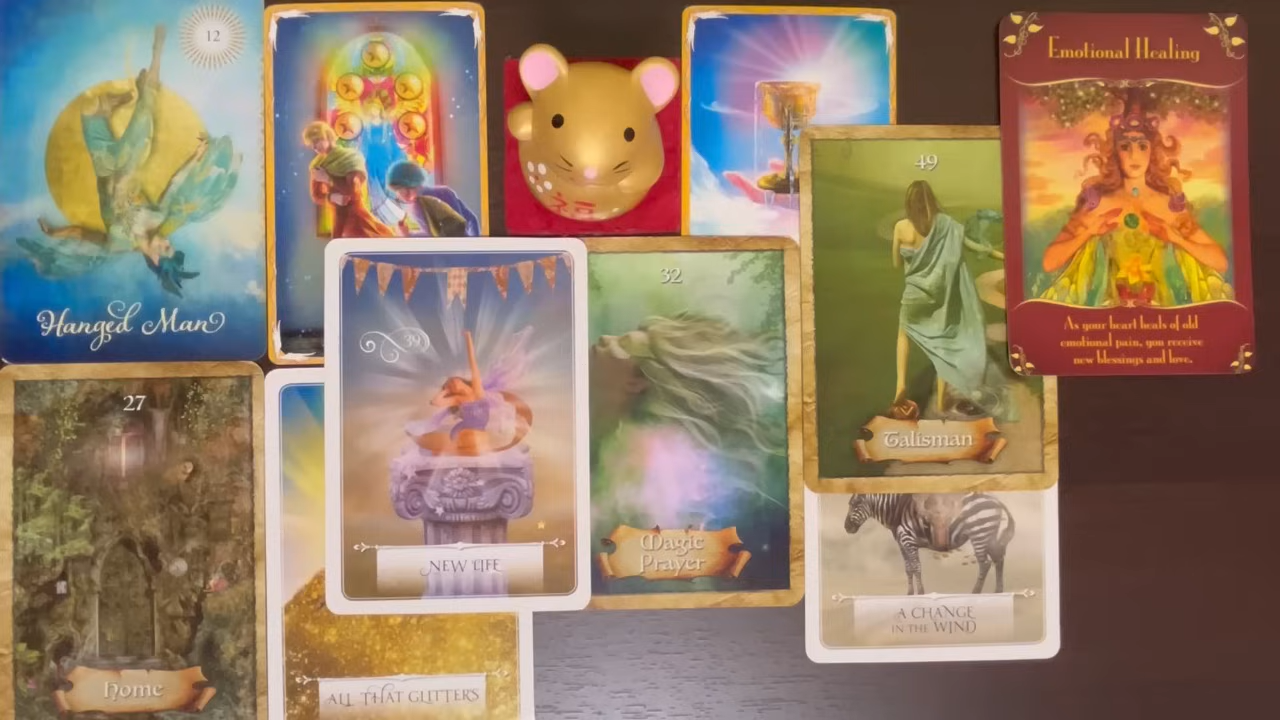 12
Hanged Man
福
Emotional Healing
As your heart heals of old
emotional pain, you receive
new blessings and love.
49
Talisman
32
Magic
Prayer
39
NEW LIFE
27
Home
ALL THAT GLITTERS
A CHANGE
IN THE WIND